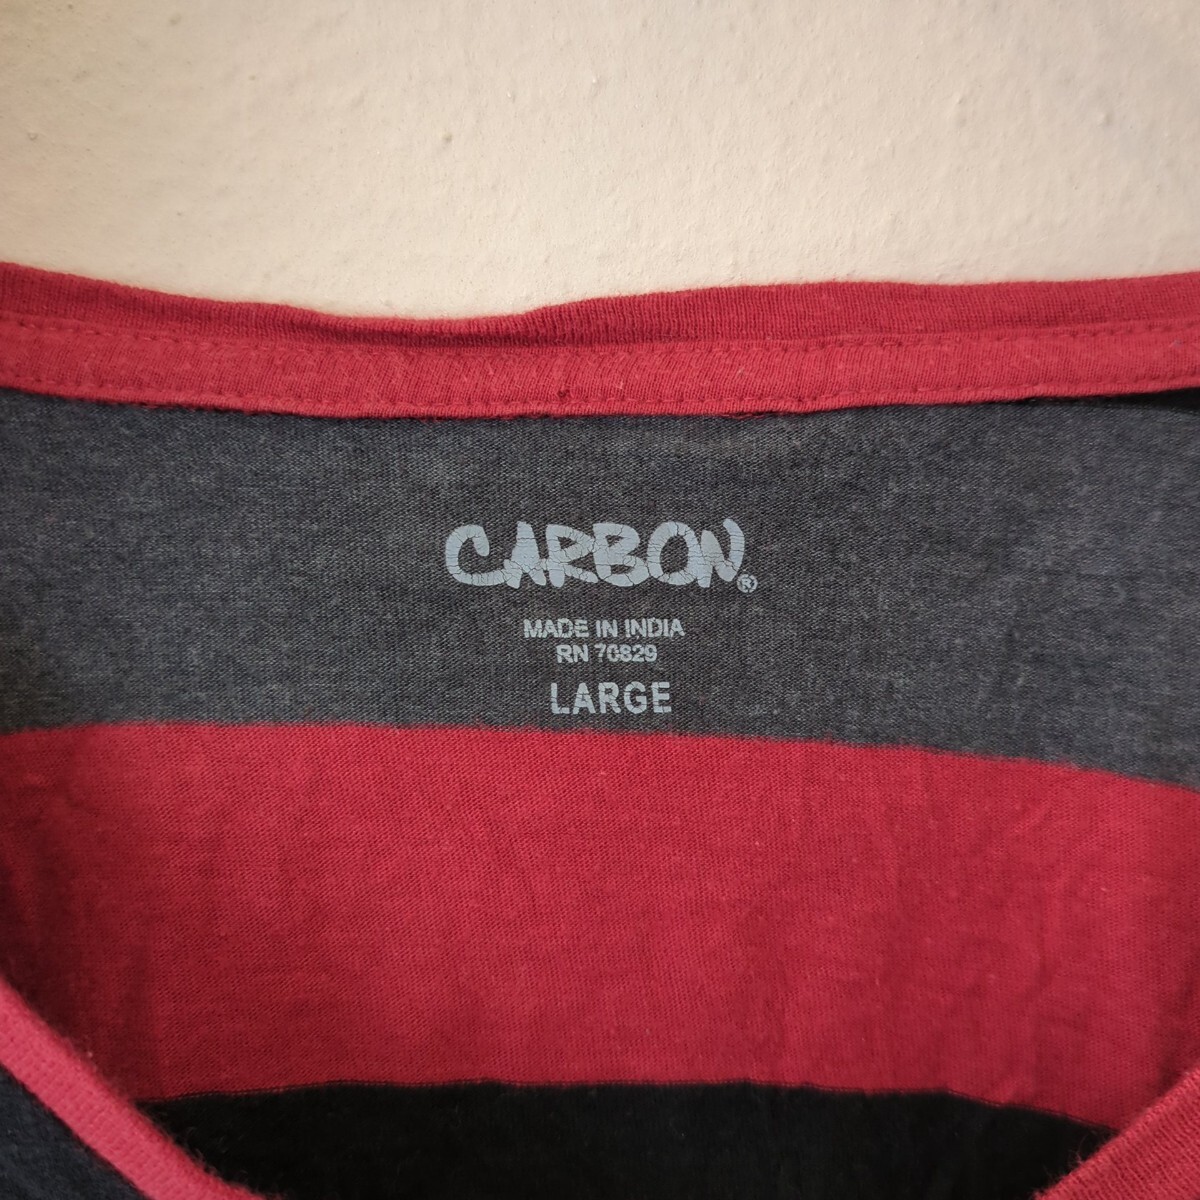 CARBON®
MADE IN INDIA
RN 70829
LARGE